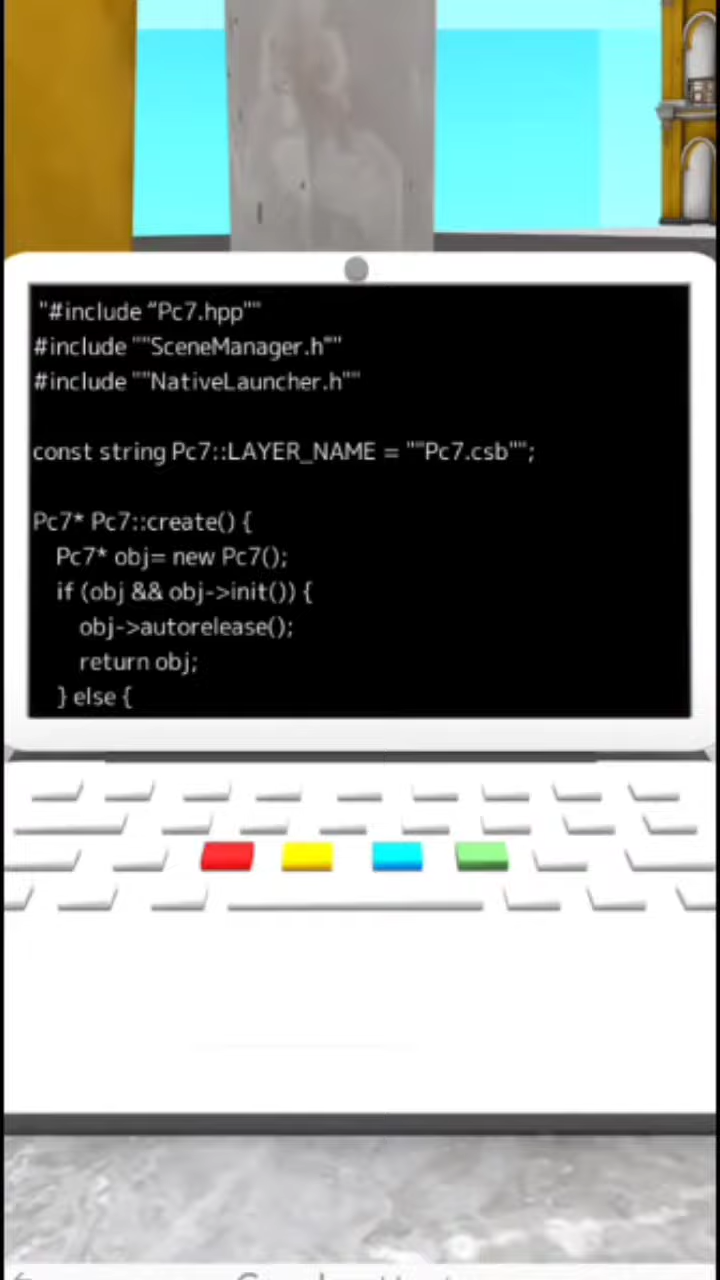 "#include “Pc7.hpp""
#include ""SceneManager.h""
#include ""NativeLauncher.h""
const string Pc7::LAYER_NAME = ""Pc7.csb"";
Pc7* Pc7::create() {
Pc7* obj= new Pc7();
if (obj && obj->init()) {
obj->autorelease();
return obj;
} else {